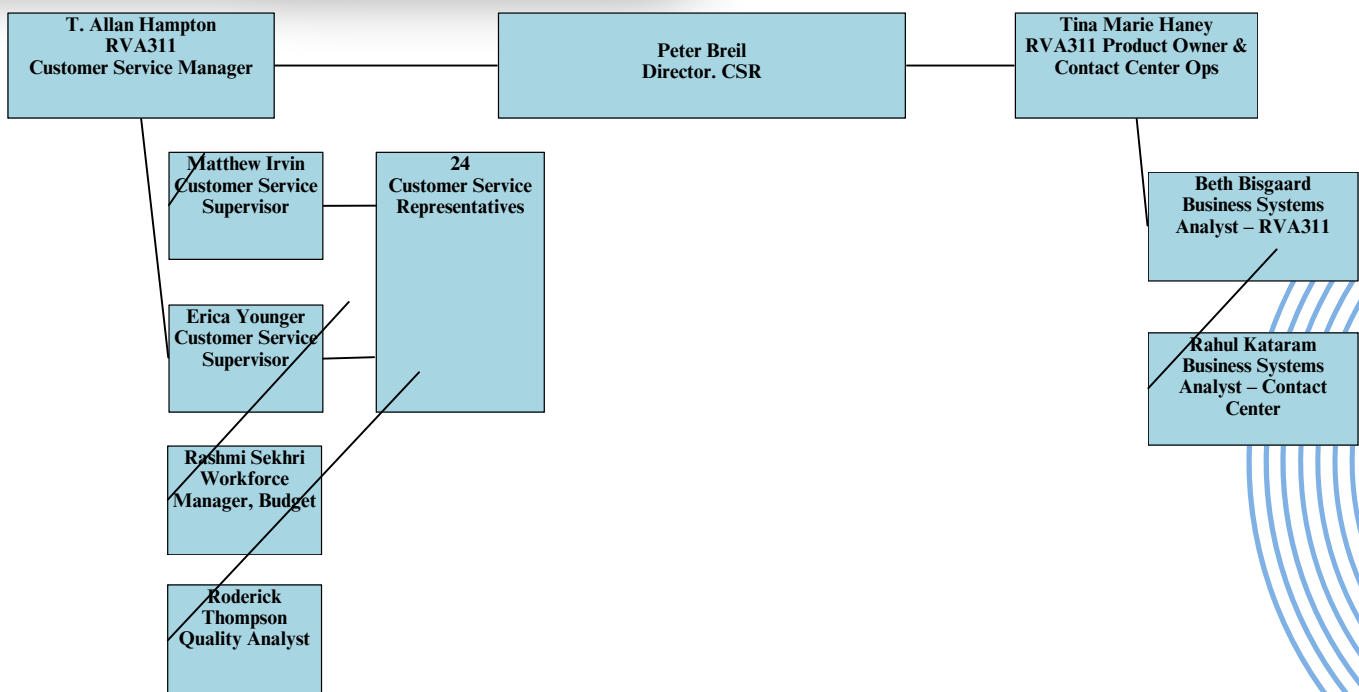 T. Allan Hampton
RVA311
Customer Service Manager
Peter Breil
Director. CSR
Tina Marie Haney
RVA311 Product Owner &
Contact Center Ops
Matthew Irvin
Customer Service
Supervisor
24
Customer Service
Representatives
Beth Bisgaard
Business Systems
Analyst – RVA311
Erica Younger
Customer Service
Supervisor
Rahul Kataram
Business Systems
Analyst – Contact
Center
Rashmi Sekhri
Workforce
Manager, Budget
Roderick
Thompson
Quality Analyst